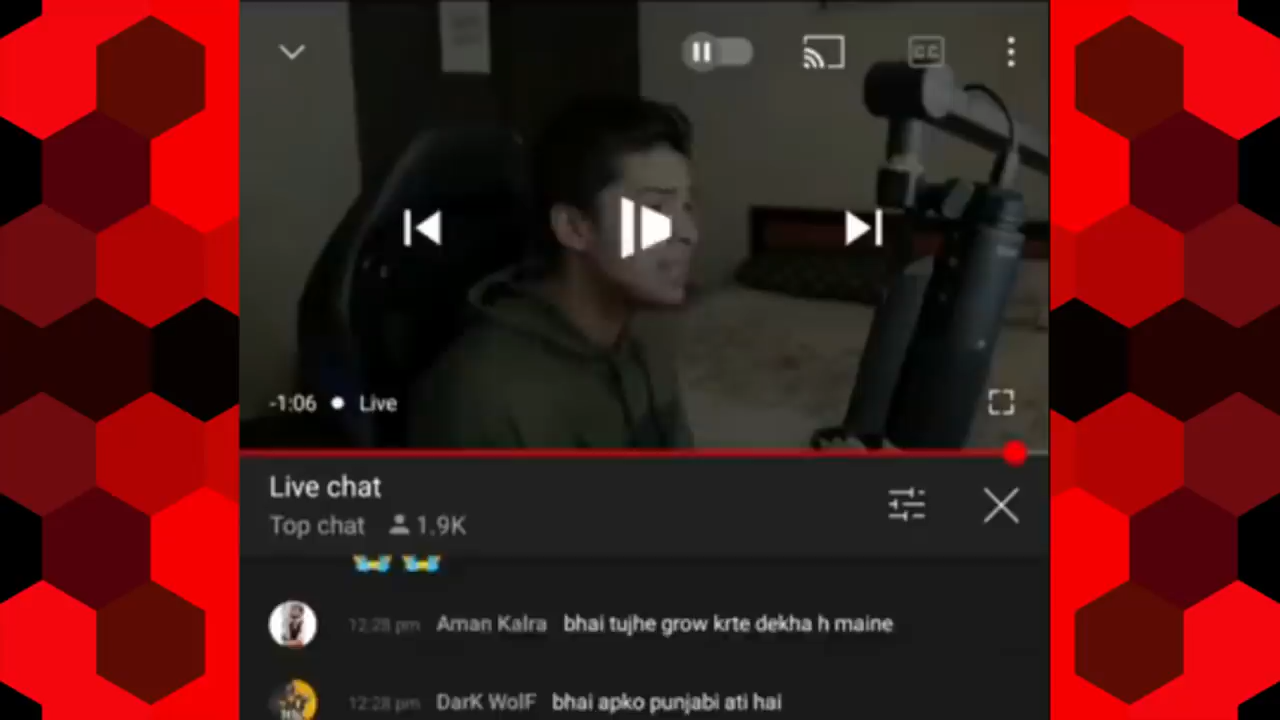 CC
-1:06 • Live
Live chat
Top chat 1.9K
12:28 pm Aman Kalra bhai tujhe grow krte dekha h maine
12:28 pm DarK WolF bhai apko punjabi ati hai